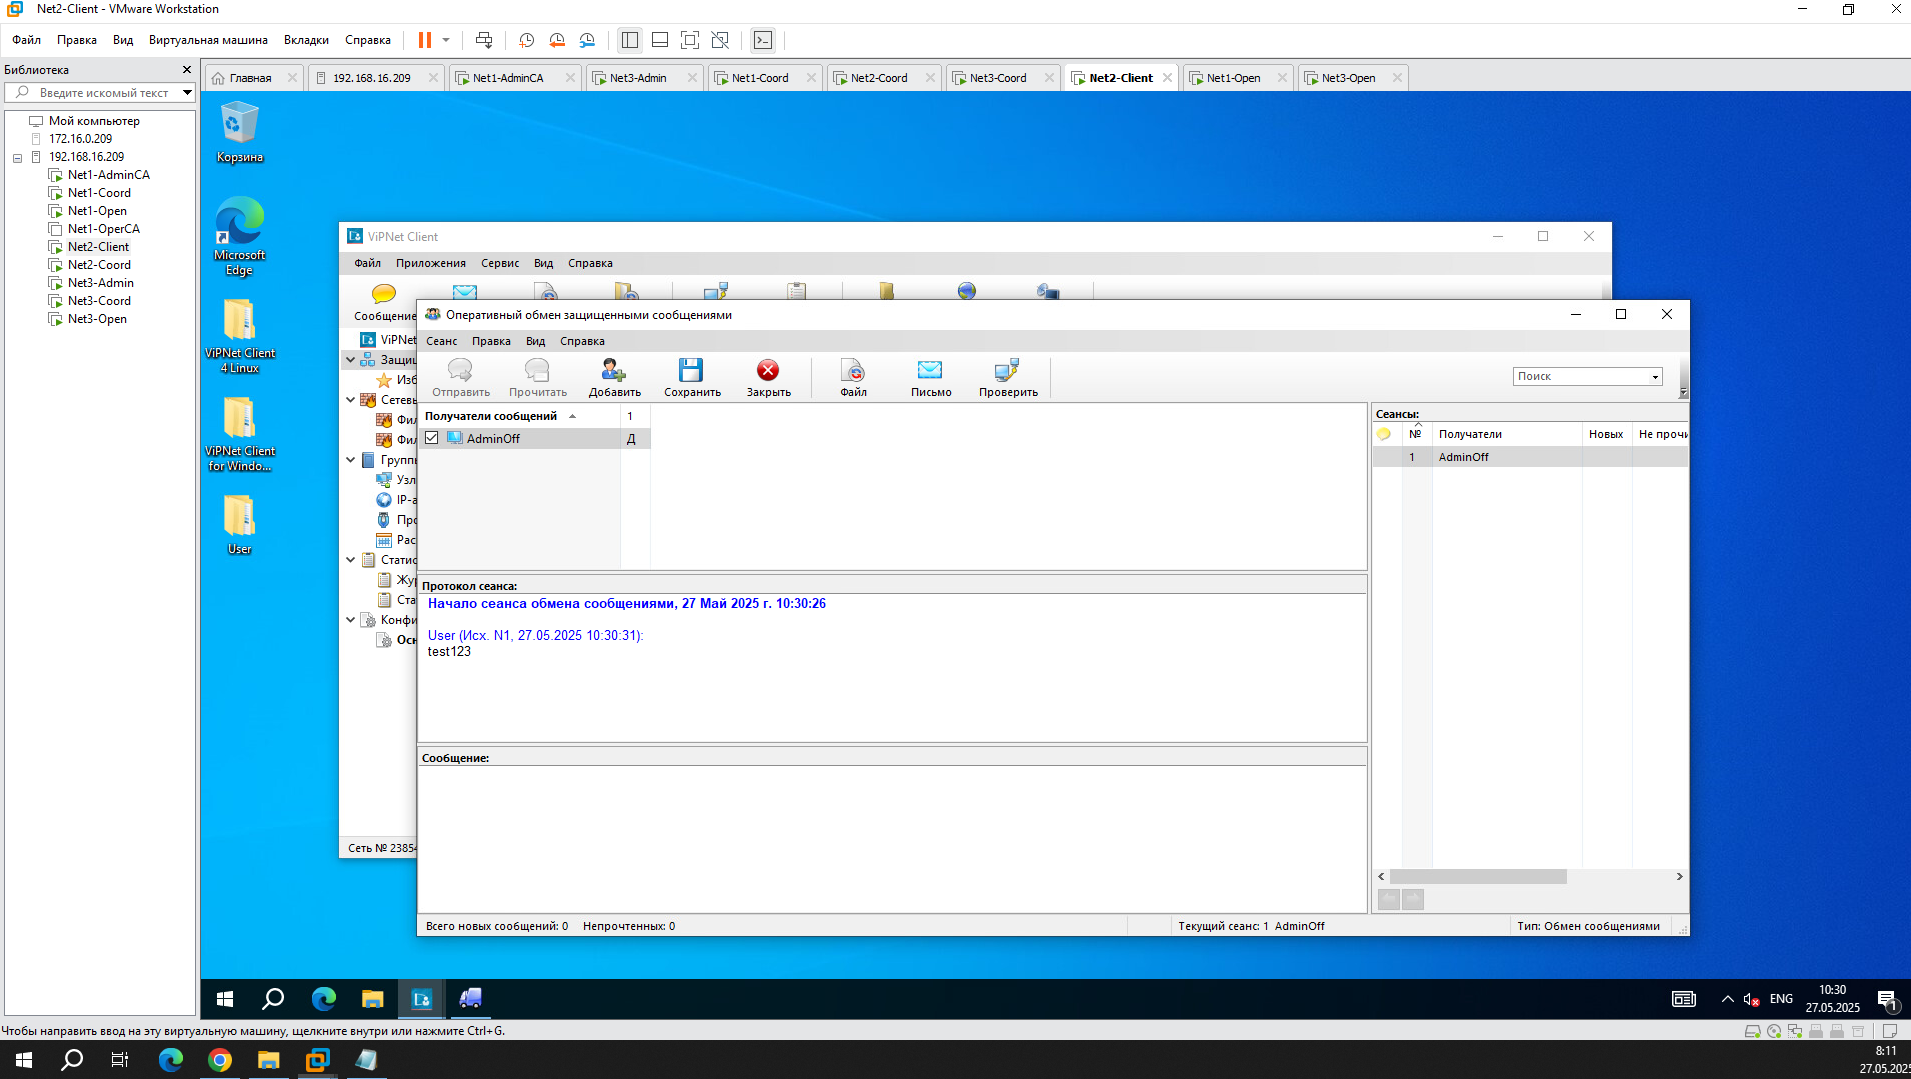 Net2-Client - VMware Workstation
Файл Правка Вид Виртуальная машина Вкладки Справка
Библиотека
Введите искомый текст
Мой компьютер
172.16.0.209
192.168.16.209
Net1-AdminCA
Net1-Coord
Net1-Open
Net1-OperCA
Net2-Client
Net2-Coord
Net3-Admin
Net3-Coord
Net3-Open
Главная 192.168.16.209 Net1-AdminCA Net3-Admin Net1-Coord Net2-Coord Net3-Coord Net2-Client Net1-Open Net3-Open
Корзина
Microsoft
Edge
ViPNet Client
4 Linux
ViPNet Client
for Windo...
User
ViPNet Client
Файл Приложения Сервис Вид Справка
Сообщение
ViPNet
Защищ
Изб
Сетевы
Фил
Фил
Группы
Узл
IP-а
Про
Рас
Статис
Жур
Ста
Конфи
Осн
Сеть № 2385
Оперативный обмен защищенными сообщениями
Сеанс Правка Вид Справка
Отправить Прочитать Добавить Сохранить Закрыть Файл Письмо Проверить
Поиск
Получатели сообщений 1
AdminOff Д
Сеансы:
№ Получатели Новых Не прочи
1 AdminOff
Протокол сеанса:
Начало сеанса обмена сообщениями, 27 Май 2025 г. 10:30:26
User (Исх. N1, 27.05.2025 10:30:31):
test123
Сообщение:
Всего новых сообщений: 0 Непрочтенных: 0 Текущий сеанс: 1 AdminOff Тип: Обмен сообщениями
ENG 10:30
27.05.2025
1
Чтобы направить ввод на эту виртуальную машину, щелкните внутри или нажмите Ctrl+G.
8:11
27.05.2025